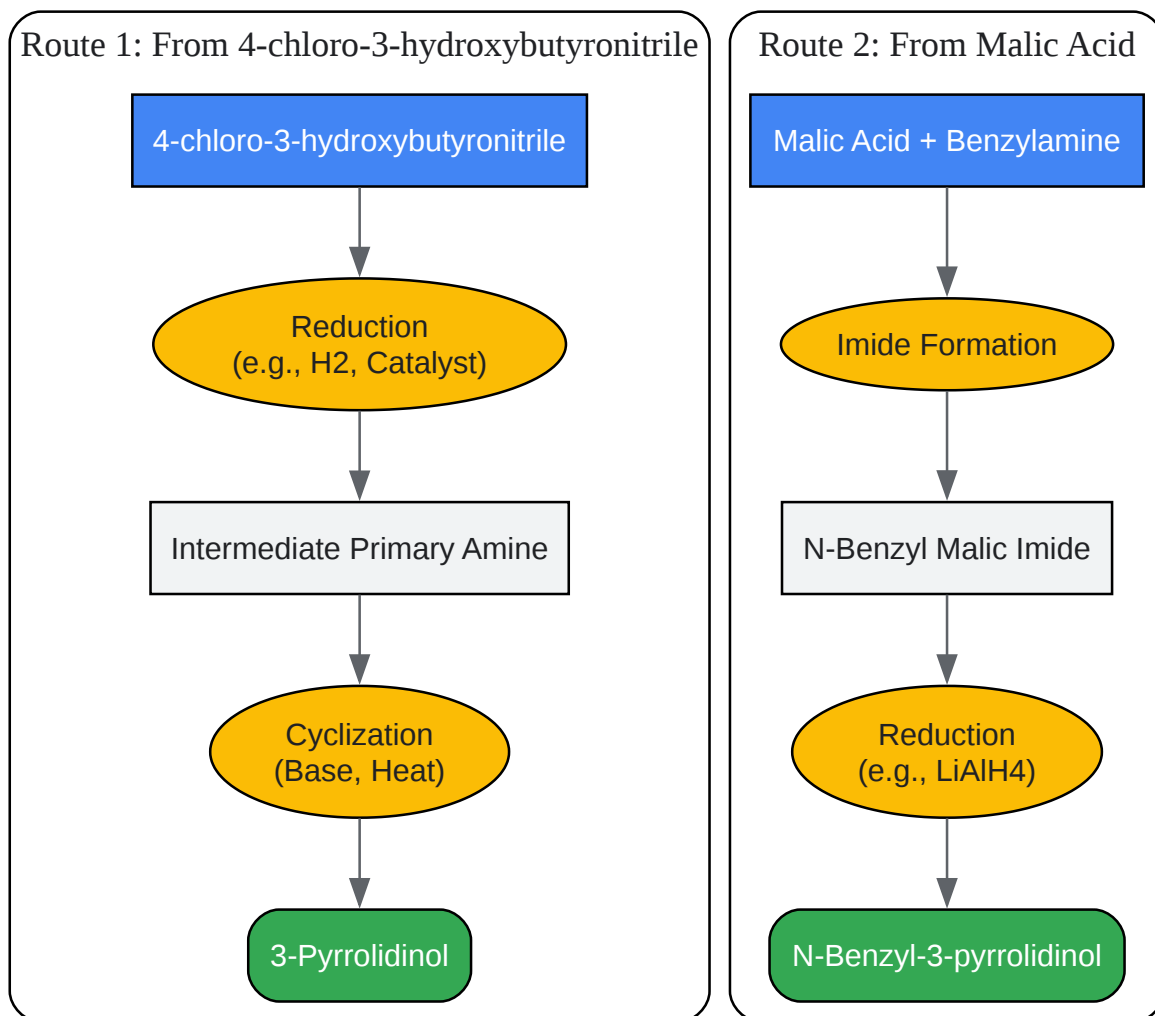 Route 1: From 4-chloro-3-hydroxybutyronitrile
4-chloro-3-hydroxybutyronitrile
Reduction
(e.g., H2, Catalyst)
Intermediate Primary Amine
Cyclization
(Base, Heat)
3-Pyrrolidinol
Route 2: From Malic Acid
Malic Acid + Benzylamine
Imide Formation
N-Benzyl Malic Imide
Reduction
(e.g., LiAlH4)
N-Benzyl-3-pyrrolidinol